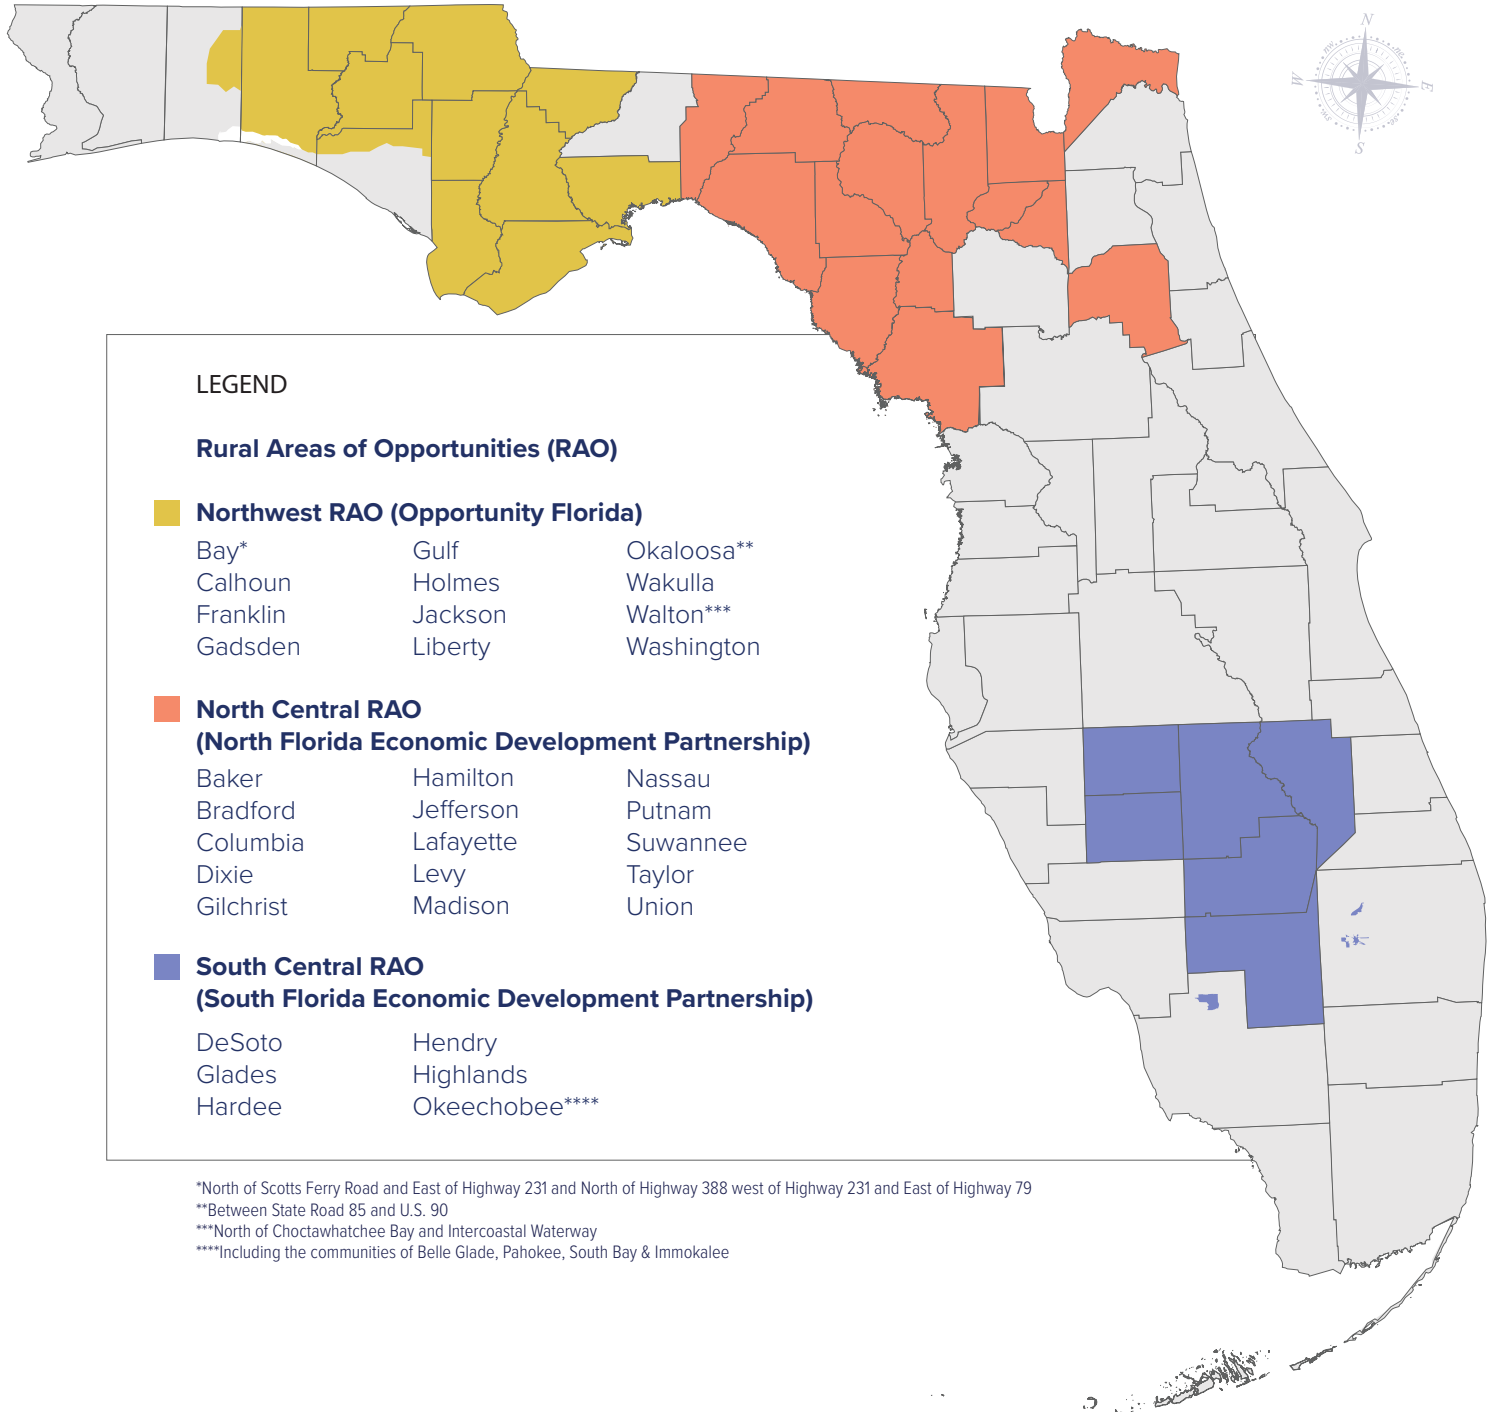 N
W
E
S
LEGEND
Rural Areas of Opportunities (RAO)
Northwest RAO (Opportunity Florida)
Bay* Gulf Okaloosa**
Calhoun Holmes Wakulla
Franklin Jackson Walton***
Gadsden Liberty Washington
North Central RAO
(North Florida Economic Development Partnership)
Baker Hamilton Nassau
Bradford Jefferson Putnam
Columbia Lafayette Suwannee
Dixie Levy Taylor
Gilchrist Madison Union
South Central RAO
(South Florida Economic Development Partnership)
DeSoto Hendry
Glades Highlands
Hardee Okeechobee****
*North of Scotts Ferry Road and East of Highway 231 and North of Highway 388 west of Highway 231 and East of Highway 79
**Between State Road 85 and U.S. 90
***North of Choctawhatchee Bay and Intercoastal Waterway
****Including the communities of Belle Glade, Pahokee, South Bay & Immokalee